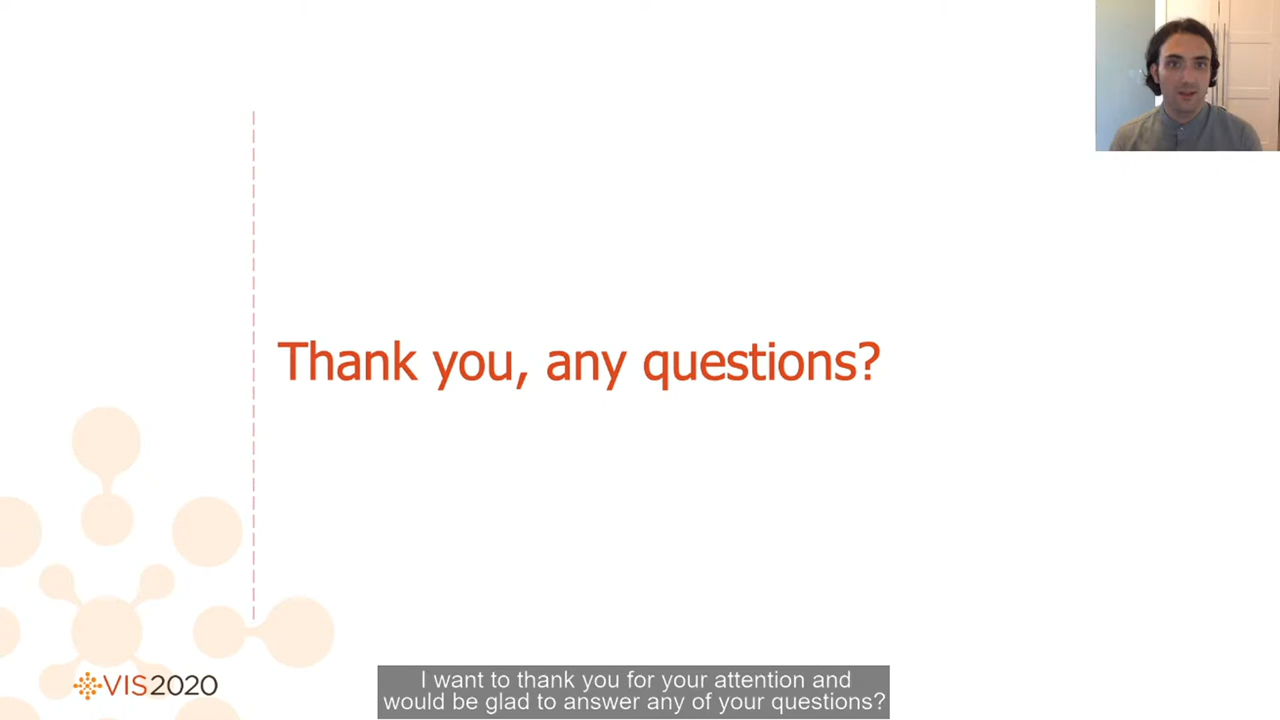 Thank you, any questions?
VIS2020
I want to thank you for your attention and
would be glad to answer any of your questions?